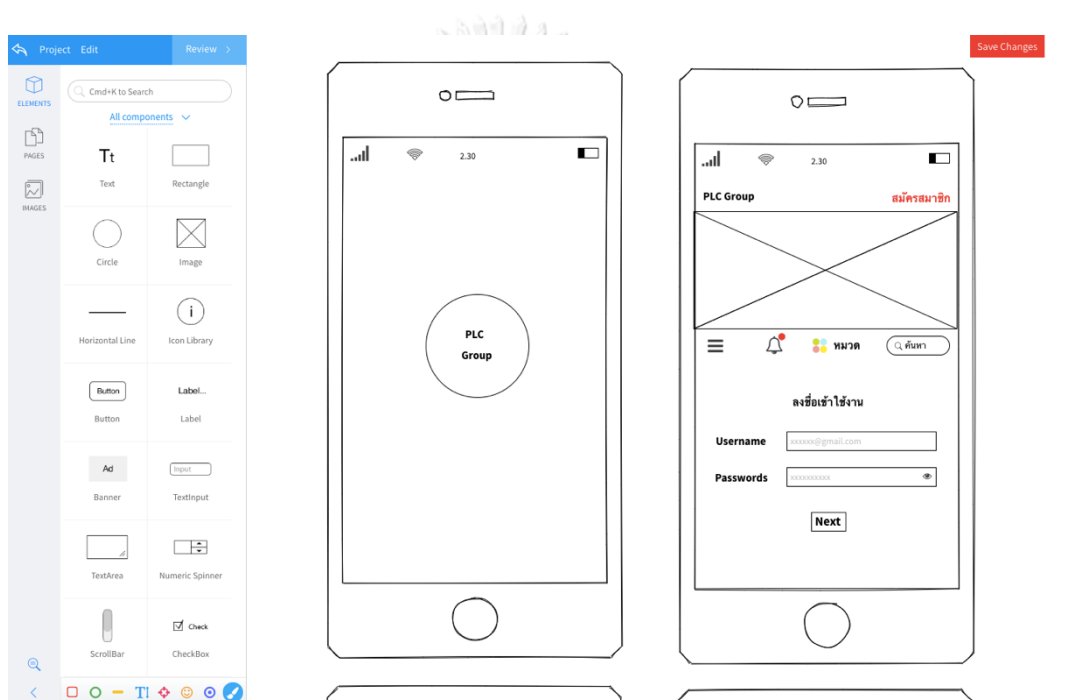 Project Edit Review >
Save Changes
ELEMENTS
PAGES
IMAGES
Cmd+K to Search
All components
Tt
Text
Rectangle
Circle
Image
Horizontal Line
i
Icon Library
Button
Button
Label...
Label
Ad
Banner
Input
TextInput
TextArea
Numeric Spinner
ScrollBar
Check
CheckBox
TI
2.30
PLC
Group
2.30
PLC Group
สมัครสมาชิก
หมวด
ค้นหา
ลงชื่อเข้าใช้งาน
Username xxxxxx@gmail.com
Passwords xxxxxxxxxx
Next